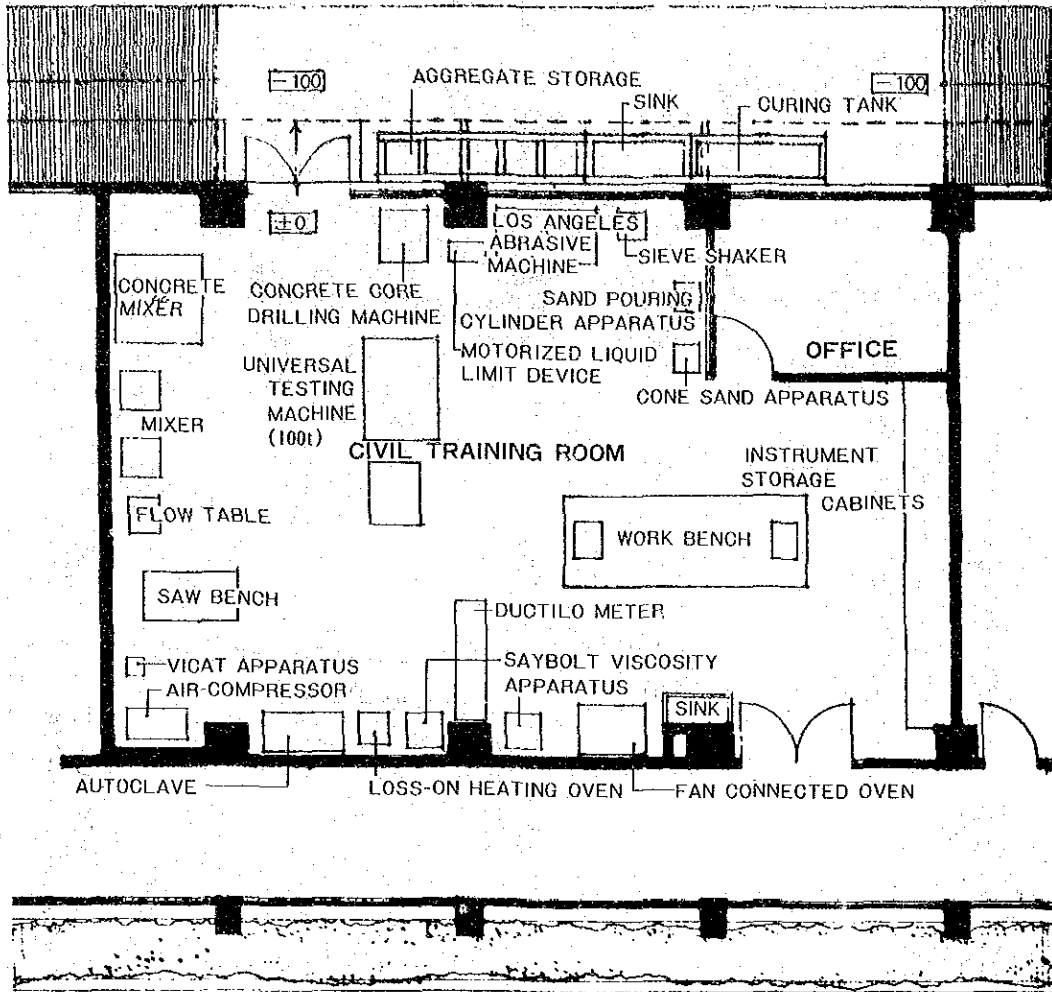 -100
AGGREGATE STORAGE
SINK
-100
CURING TANK
±0
LOS ANGELES
ABRASIVE
MACHINE
SIEVE SHAKER
CONCRETE
MIXER
CONCRETE CORE
DRILLING MACHINE
SAND POURING
CYLINDER APPARATUS
MOTORIZED LIQUID
LIMIT DEVICE
OFFICE
UNIVERSAL
TESTING
MACHINE
(100t)
CONE SAND APPARATUS
MIXER
CIVIL TRAINING ROOM
INSTRUMENT
STORAGE
CABINETS
FLOW TABLE
WORK BENCH
SAW BENCH
DUCTILO METER
VICAT APPARATUS
AIR-COMPRESSOR
SAYBOLT VISCOSITY
APPARATUS
SINK
AUTOCLAVE
LOSS-ON HEATING OVEN
FAN CONNECTED OVEN